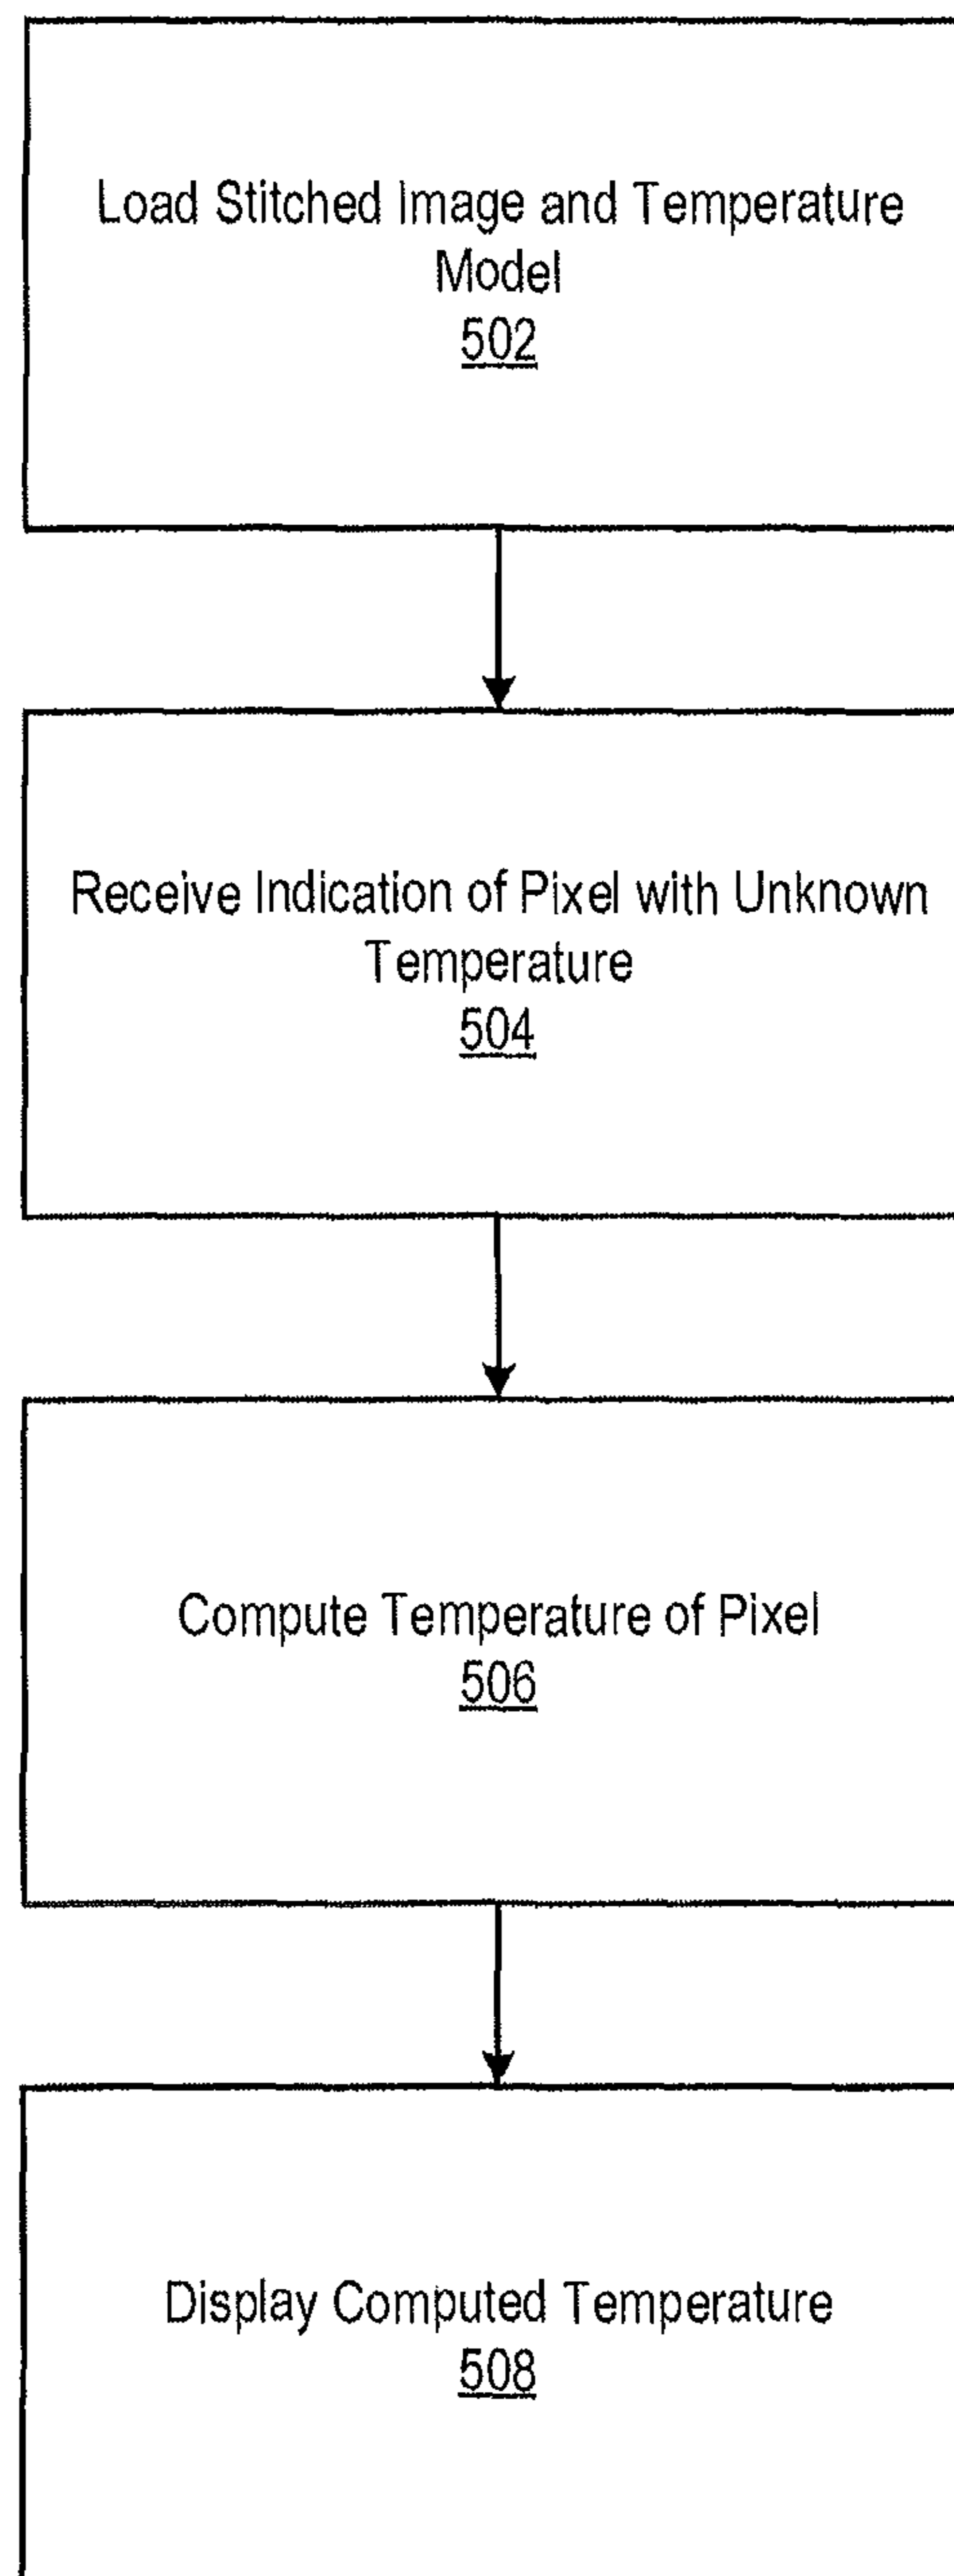 Load Stitched Image and Temperature
Model
502
Receive Indication of Pixel with Unknown
Temperature
504
Compute Temperature of Pixel
506
Display Computed Temperature
508